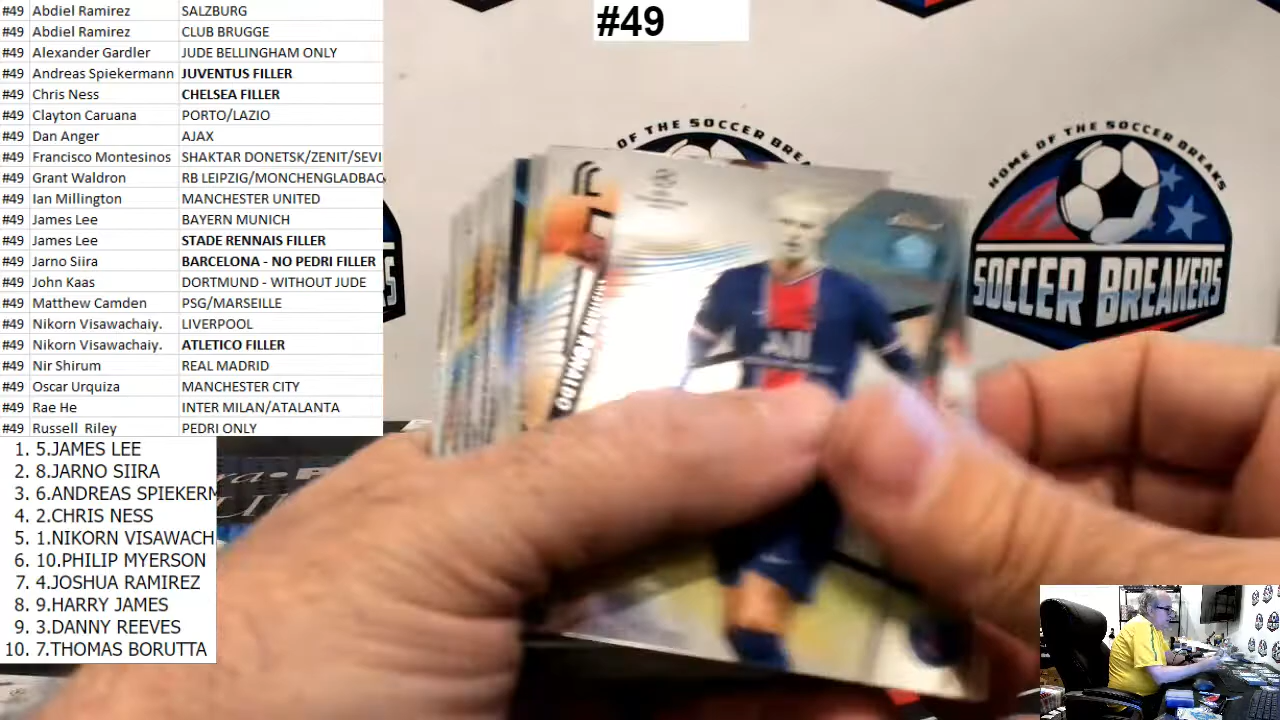 #49 Abdiel Ramirez SALZBURG
#49 Abdiel Ramirez CLUB BRUGGE
#49 Alexander Gardler JUDE BELLINGHAM ONLY
#49 Andreas Spiekermann JUVENTUS FILLER
#49 Chris Ness CHELSEA FILLER
#49 Clayton Caruana PORTO/LAZIO
#49 Dan Anger AJAX
#49 Francisco Montesinos SHAKTAR DONETSK/ZENIT/SEVI
#49 Grant Waldron RB LEIPZIG/MONCHENGLADBAC
#49 Ian Millington MANCHESTER UNITED
#49 James Lee BAYERN MUNICH
#49 James Lee STADE RENNAIS FILLER
#49 Jarno Siira BARCELONA - NO PEDRI FILLER
#49 John Kaas DORTMUND - WITHOUT JUDE
#49 Matthew Camden PSG/MARSEILLE
#49 Nikorn Visawachaiy. LIVERPOOL
#49 Nikorn Visawachaiy. ATLETICO FILLER
#49 Nir Shirum REAL MADRID
#49 Oscar Urquiza MANCHESTER CITY
#49 Rae He INTER MILAN/ATALANTA
#49 Russell Riley PEDRI ONLY
1. 5.JAMES LEE
2. 8.JARNO SIIRA
3. 6.ANDREAS SPIEKERM
4. 2.CHRIS NESS
5. 1.NIKORN VISAWACH
6. 10.PHILIP MYERSON
7. 4.JOSHUA RAMIREZ
8. 9.HARRY JAMES
9. 3.DANNY REEVES
10. 7.THOMAS BORUTTA
#49
OF THE SOCCER BREA
HOME OF THE SOCCER BREAKS
SOCCER BREAKERS
RONALDO